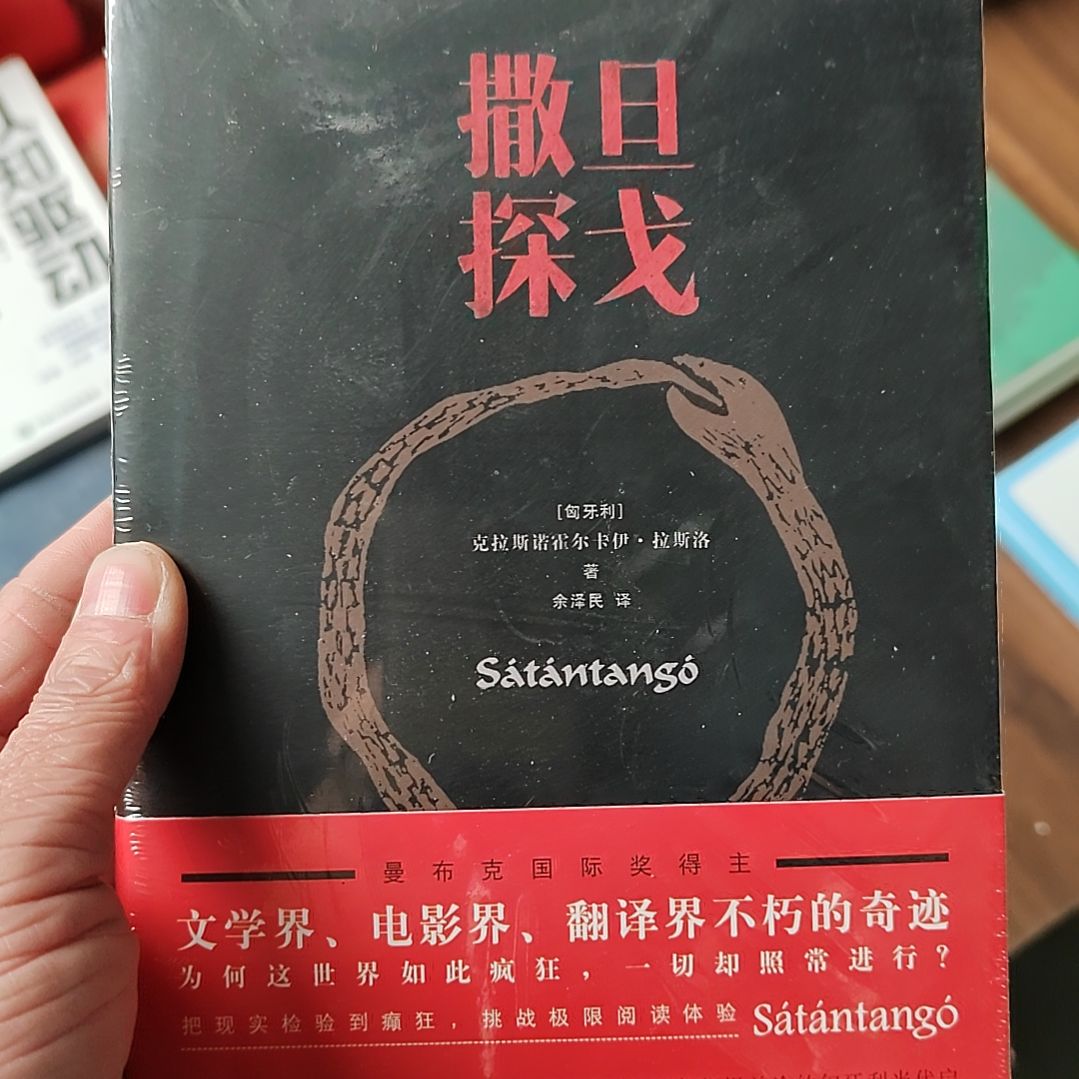 撒旦
探戈
[匈牙利]
克拉斯诺霍尔卡伊·拉斯洛
著
余泽民 译
Sátántangó
曼布克国际奖得主
文学界、电影界、翻译界不朽的奇迹
为何这世界如此疯狂，一切却照常进行？
把现实检验到癫狂，挑战极限阅读体验 Sátántangó